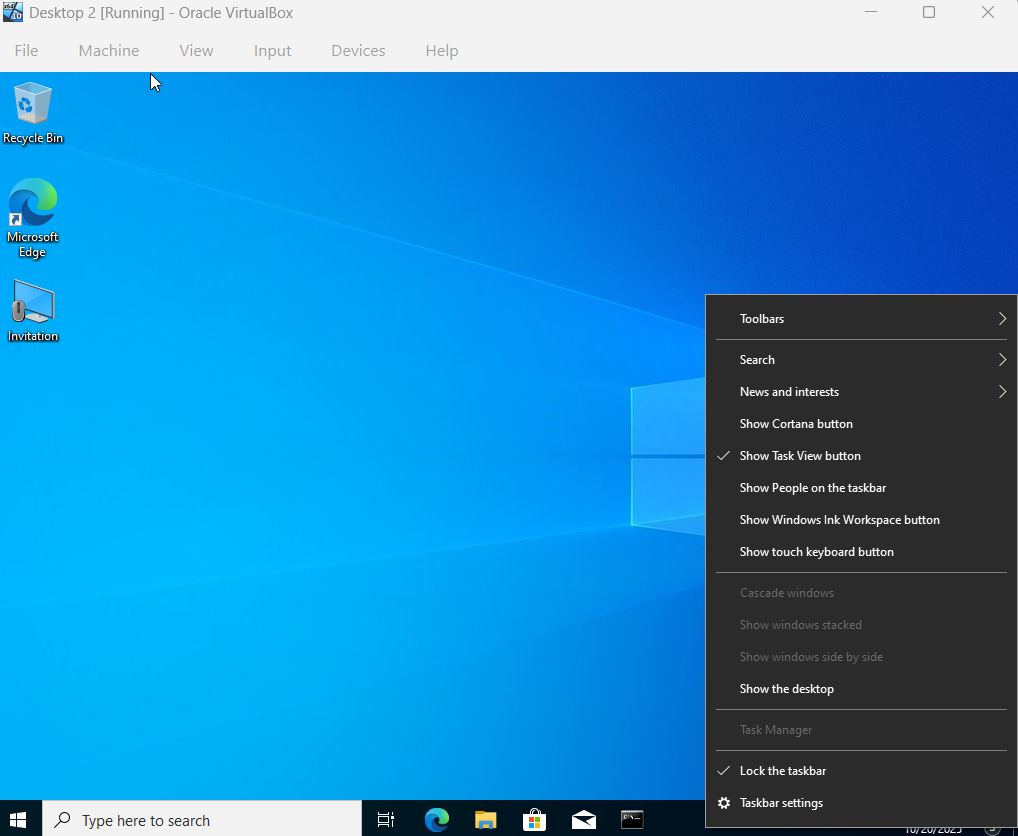 Desktop 2 [Running] - Oracle VirtualBox
File Machine View Input Devices Help
Recycle Bin
Microsoft
Edge
Invitation
Toolbars
Search
News and interests
Show Cortana button
Show Task View button
Show People on the taskbar
Show Windows Ink Workspace button
Show touch keyboard button
Cascade windows
Show windows stacked
Show windows side by side
Show the desktop
Task Manager
Lock the taskbar
Taskbar settings
Type here to search
10/20/2025